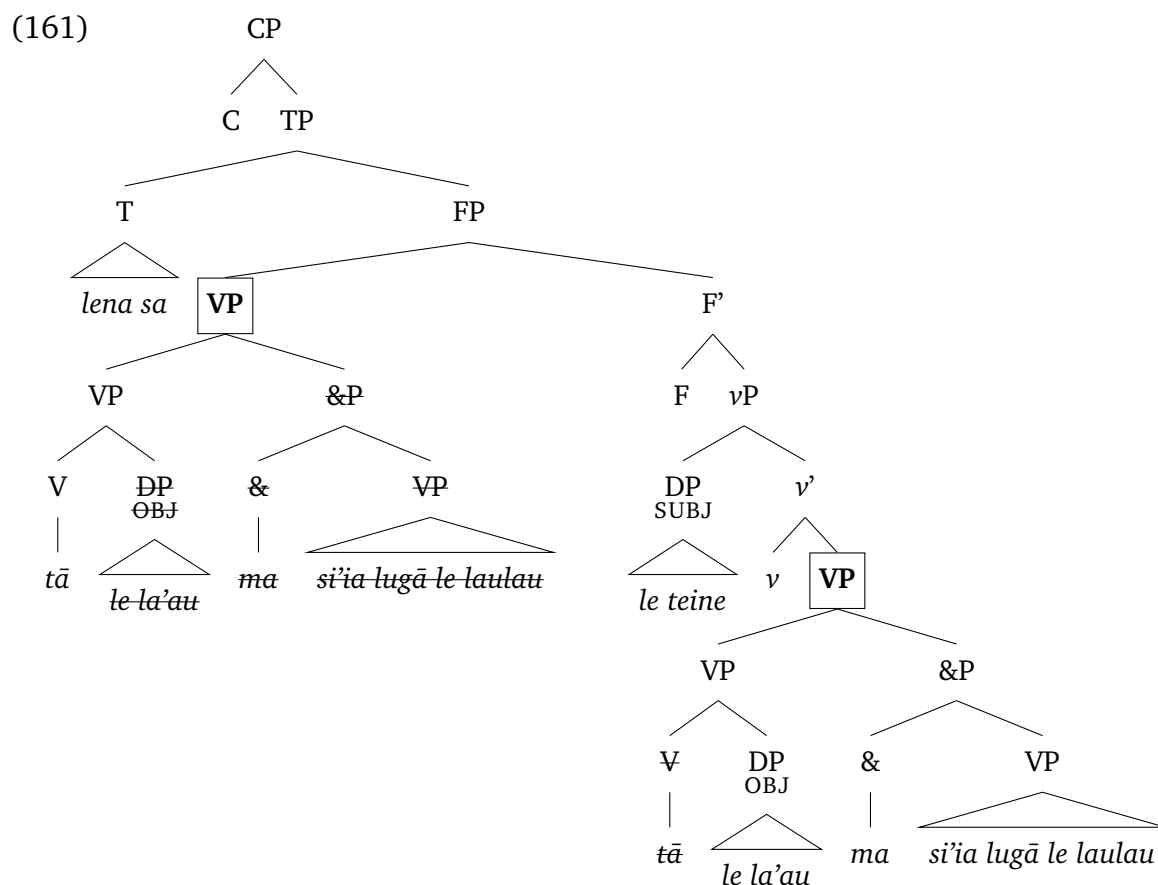 (161) CP
C TP
T FP
lena sa VP F’
VP &P F vP
V DP & VP DP v’
OBJ SUBJ
tā le la’au ma si’ia lugā le laulau le teine v VP
VP &P
V DP & VP
OBJ
tā le la’au ma si’ia lugā le laulau